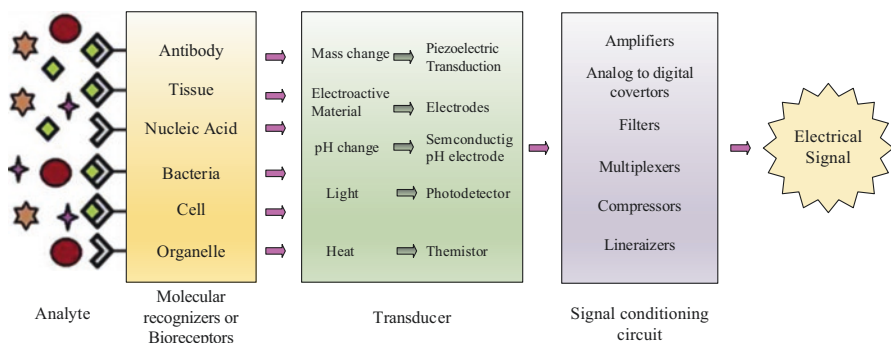 Antibody
Tissue
Nucleic Acid
Bacteria
Cell
Organelle
Mass change
Piezoelectric
Transduction
Electroactive
Material
Electrodes
pH change
Semconductig
pH electrode
Light
Photodetector
Heat
Themistor
Amplifiers
Analog to digital
covertors
Filters
Multiplexers
Compressors
Lineraizers
Electrical
Signal
Analyte
Molecular
recognizers or
Bioreceptors
Transducer
Signal conditioning
circuit